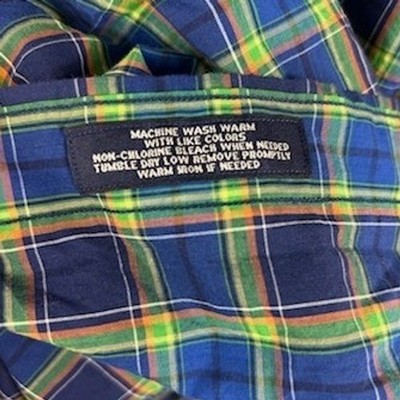 MACHINE WASH WARM
WITH LIKE COLORS
NON-CHLORINE BLEACH WHEN NEEDED
TUMBLE DRY LOW REMOVE PROMPTLY
WARM IRON IF NEEDED